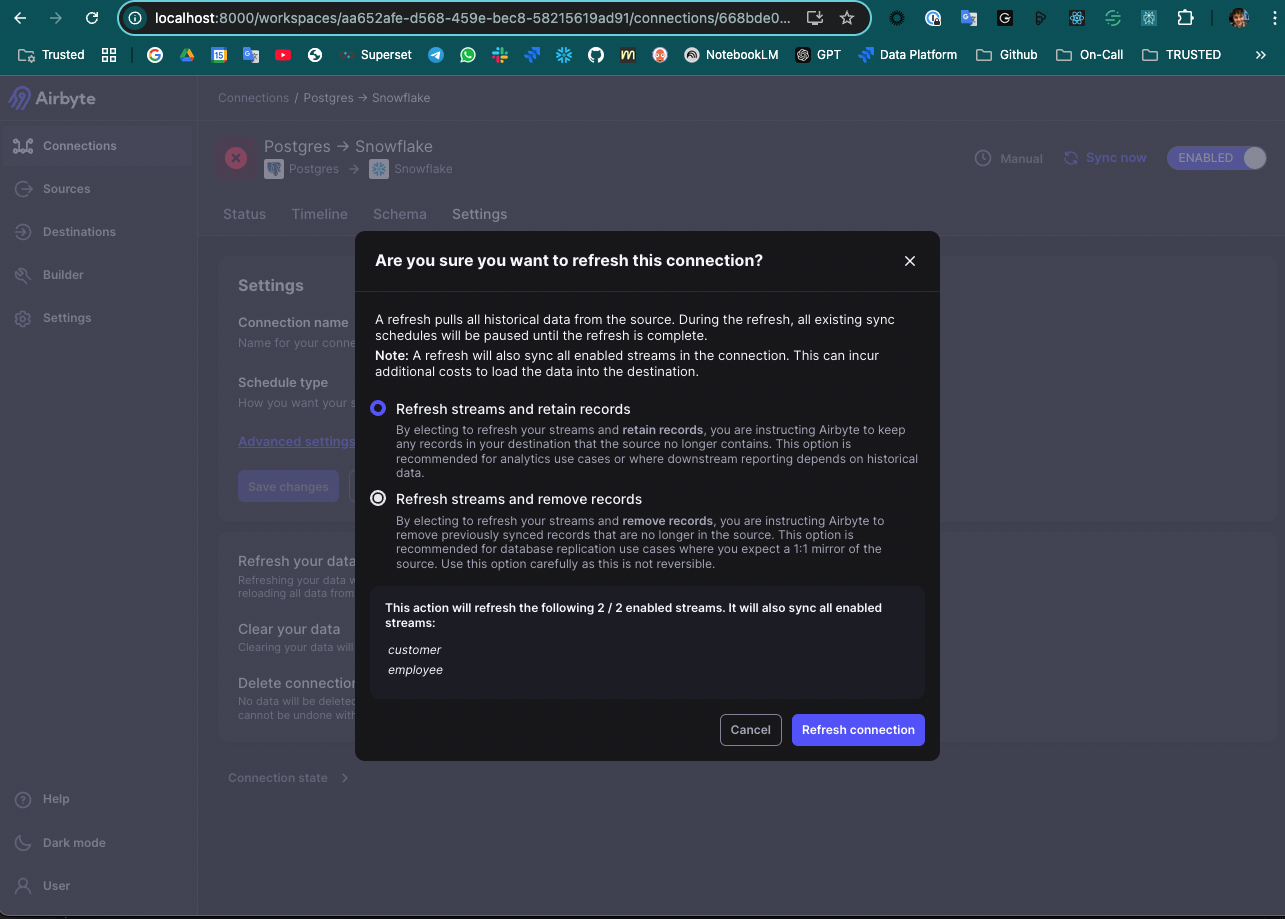 localhost:8000/workspaces/aa652afe-d568-459e-bec8-58215619ad91/connections/668bde0...
Trusted
Superset
NotebookLM
GPT
Data Platform
Github
On-Call
TRUSTED
Airbyte
Connections / Postgres → Snowflake
Connections
Sources
Destinations
Builder
Settings
Postgres → Snowflake
Postgres → Snowflake
Manual
Sync now
ENABLED
Status
Timeline
Schema
Settings
Settings
Connection name
Name for your conne
Schedule type
How you want your s
Advanced settings
Save changes
Refresh your data
Refreshing your data w
reloading all data from
Clear your data
Clearing your data will
Delete connection
No data will be deleted
cannot be undone with
Connection state
Are you sure you want to refresh this connection?
A refresh pulls all historical data from the source. During the refresh, all existing sync
schedules will be paused until the refresh is complete.
Note: A refresh will also sync all enabled streams in the connection. This can incur
additional costs to load the data into the destination.
Refresh streams and retain records
By electing to refresh your streams and retain records, you are instructing Airbyte to keep
any records in your destination that the source no longer contains. This option is
recommended for analytics use cases or where downstream reporting depends on historical
data.
Refresh streams and remove records
By electing to refresh your streams and remove records, you are instructing Airbyte to
remove previously synced records that are no longer in the source. This option is
recommended for database replication use cases where you expect a 1:1 mirror of the
source. Use this option carefully as this is not reversible.
This action will refresh the following 2 / 2 enabled streams. It will also sync all enabled
streams:
customer
employee
Cancel
Refresh connection
Help
Dark mode
User